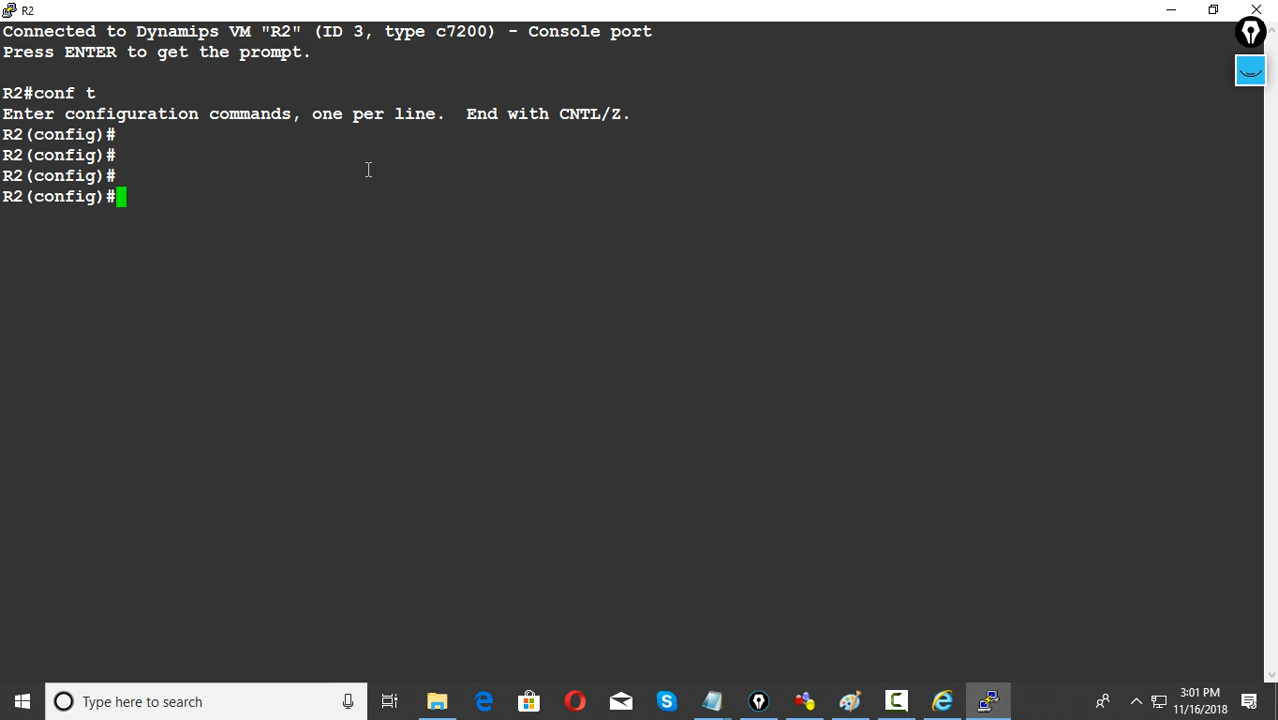 R2
Connected to Dynamips VM "R2" (ID 3, type c7200) - Console port
Press ENTER to get the prompt.
R2#conf t
Enter configuration commands, one per line.  End with CNTL/Z.
R2(config)#
R2(config)#
R2(config)#
R2(config)#
Type here to search
3:01 PM
11/16/2018